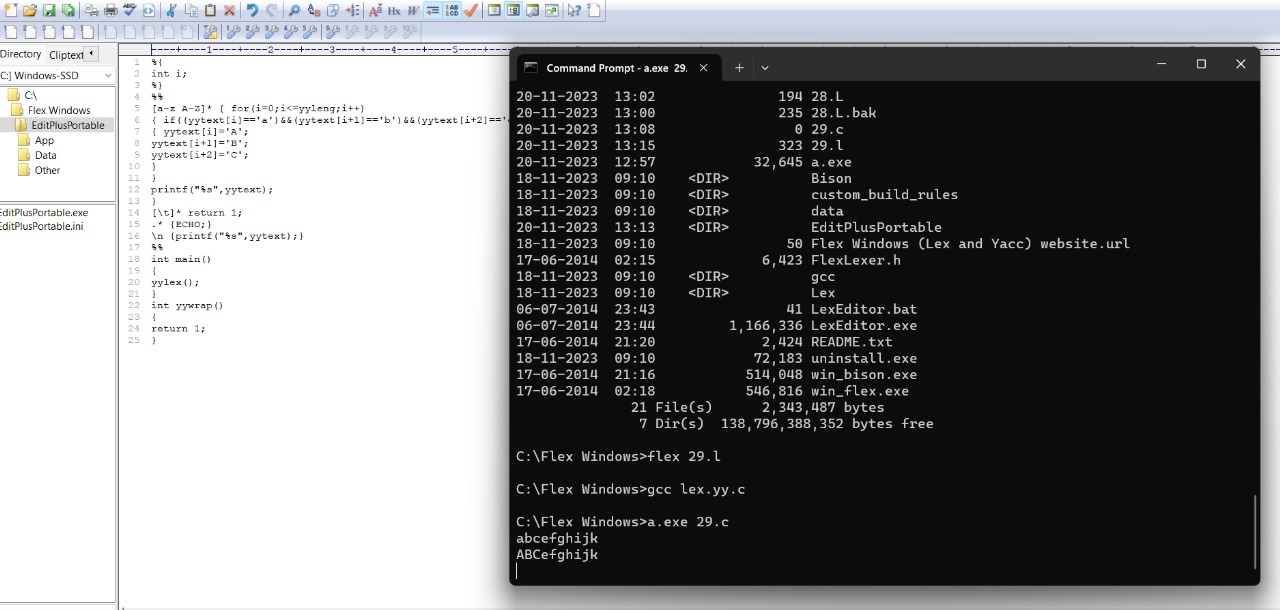 Directory Cliptext
C:] Windows-SSD
C:\
Flex Windows
EditPlusPortable
App
Data
Other
EditPlusPortable.exe
EditPlusPortable.ini
----+----1----+----2----+----3----+----4----+----5----+--
1 %{
2 int i;
3 %}
4 %%
5 [a-z A-Z]* { for(i=0;i<=yyleng;i++)
6 { if((yytext[i]=='a')&&(yytext[i+1]=='b')&&(yytext[i+2]=='
7 { yytext[i]='A';
8 yytext[i+1]='B';
9 yytext[i+2]='C';
10 }
11 }
12 printf("%s",yytext);
13 }
14 [\t]* return 1;
15 .* {ECHO;}
16 \n {printf("%s",yytext);}
17 %%
18 int main()
19 {
20 yylex();
21 }
22 int yywrap()
23 {
24 return 1;
25 }
Command Prompt - a.exe 29.
20-11-2023 13:02 194 28.L
20-11-2023 13:00 235 28.L.bak
20-11-2023 13:08 0 29.c
20-11-2023 13:15 323 29.l
20-11-2023 12:57 32,645 a.exe
18-11-2023 09:10 <DIR> Bison
18-11-2023 09:10 <DIR> custom_build_rules
18-11-2023 09:10 <DIR> data
20-11-2023 13:13 <DIR> EditPlusPortable
18-11-2023 09:10 50 Flex Windows (Lex and Yacc) website.url
17-06-2014 02:15 6,423 FlexLexer.h
18-11-2023 09:10 <DIR> gcc
18-11-2023 09:10 <DIR> Lex
06-07-2014 23:43 41 LexEditor.bat
06-07-2014 23:44 1,166,336 LexEditor.exe
17-06-2014 21:20 2,424 README.txt
18-11-2023 09:10 72,183 uninstall.exe
17-06-2014 21:16 514,048 win_bison.exe
17-06-2014 02:18 546,816 win_flex.exe
21 File(s) 2,343,487 bytes
7 Dir(s) 138,796,388,352 bytes free
C:\Flex Windows>flex 29.l
C:\Flex Windows>gcc lex.yy.c
C:\Flex Windows>a.exe 29.c
abcefghijk
ABCefghijk